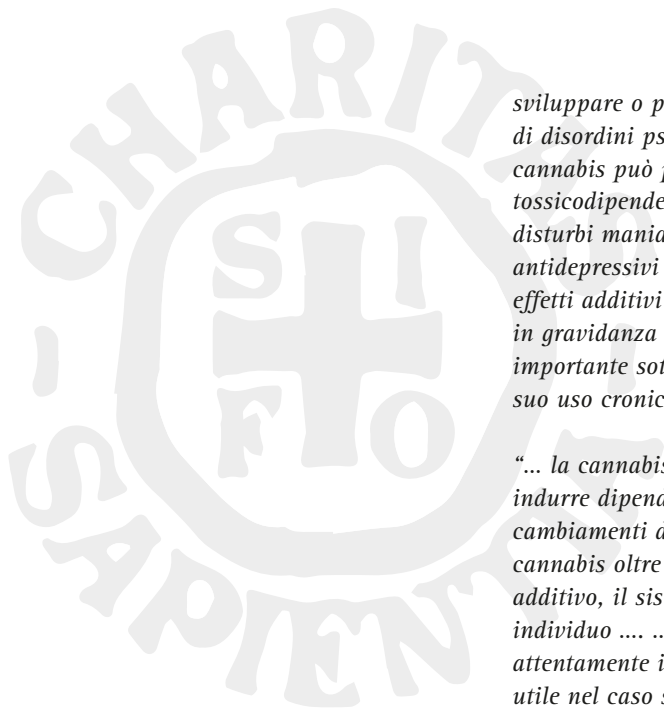 CHARITAS – SAPIENTIA –
S I
F O
sviluppare o p
di disordini ps
cannabis può p
tossicodipende
disturbi mania
antidepressivi
effetti additivi
in gravidanza
importante sot
suo uso cronic
“... la cannabis
indurre dipend
cambiamenti d
cannabis oltre
additivo, il sis
individuo .... ..
attentamente i
utile nel caso s